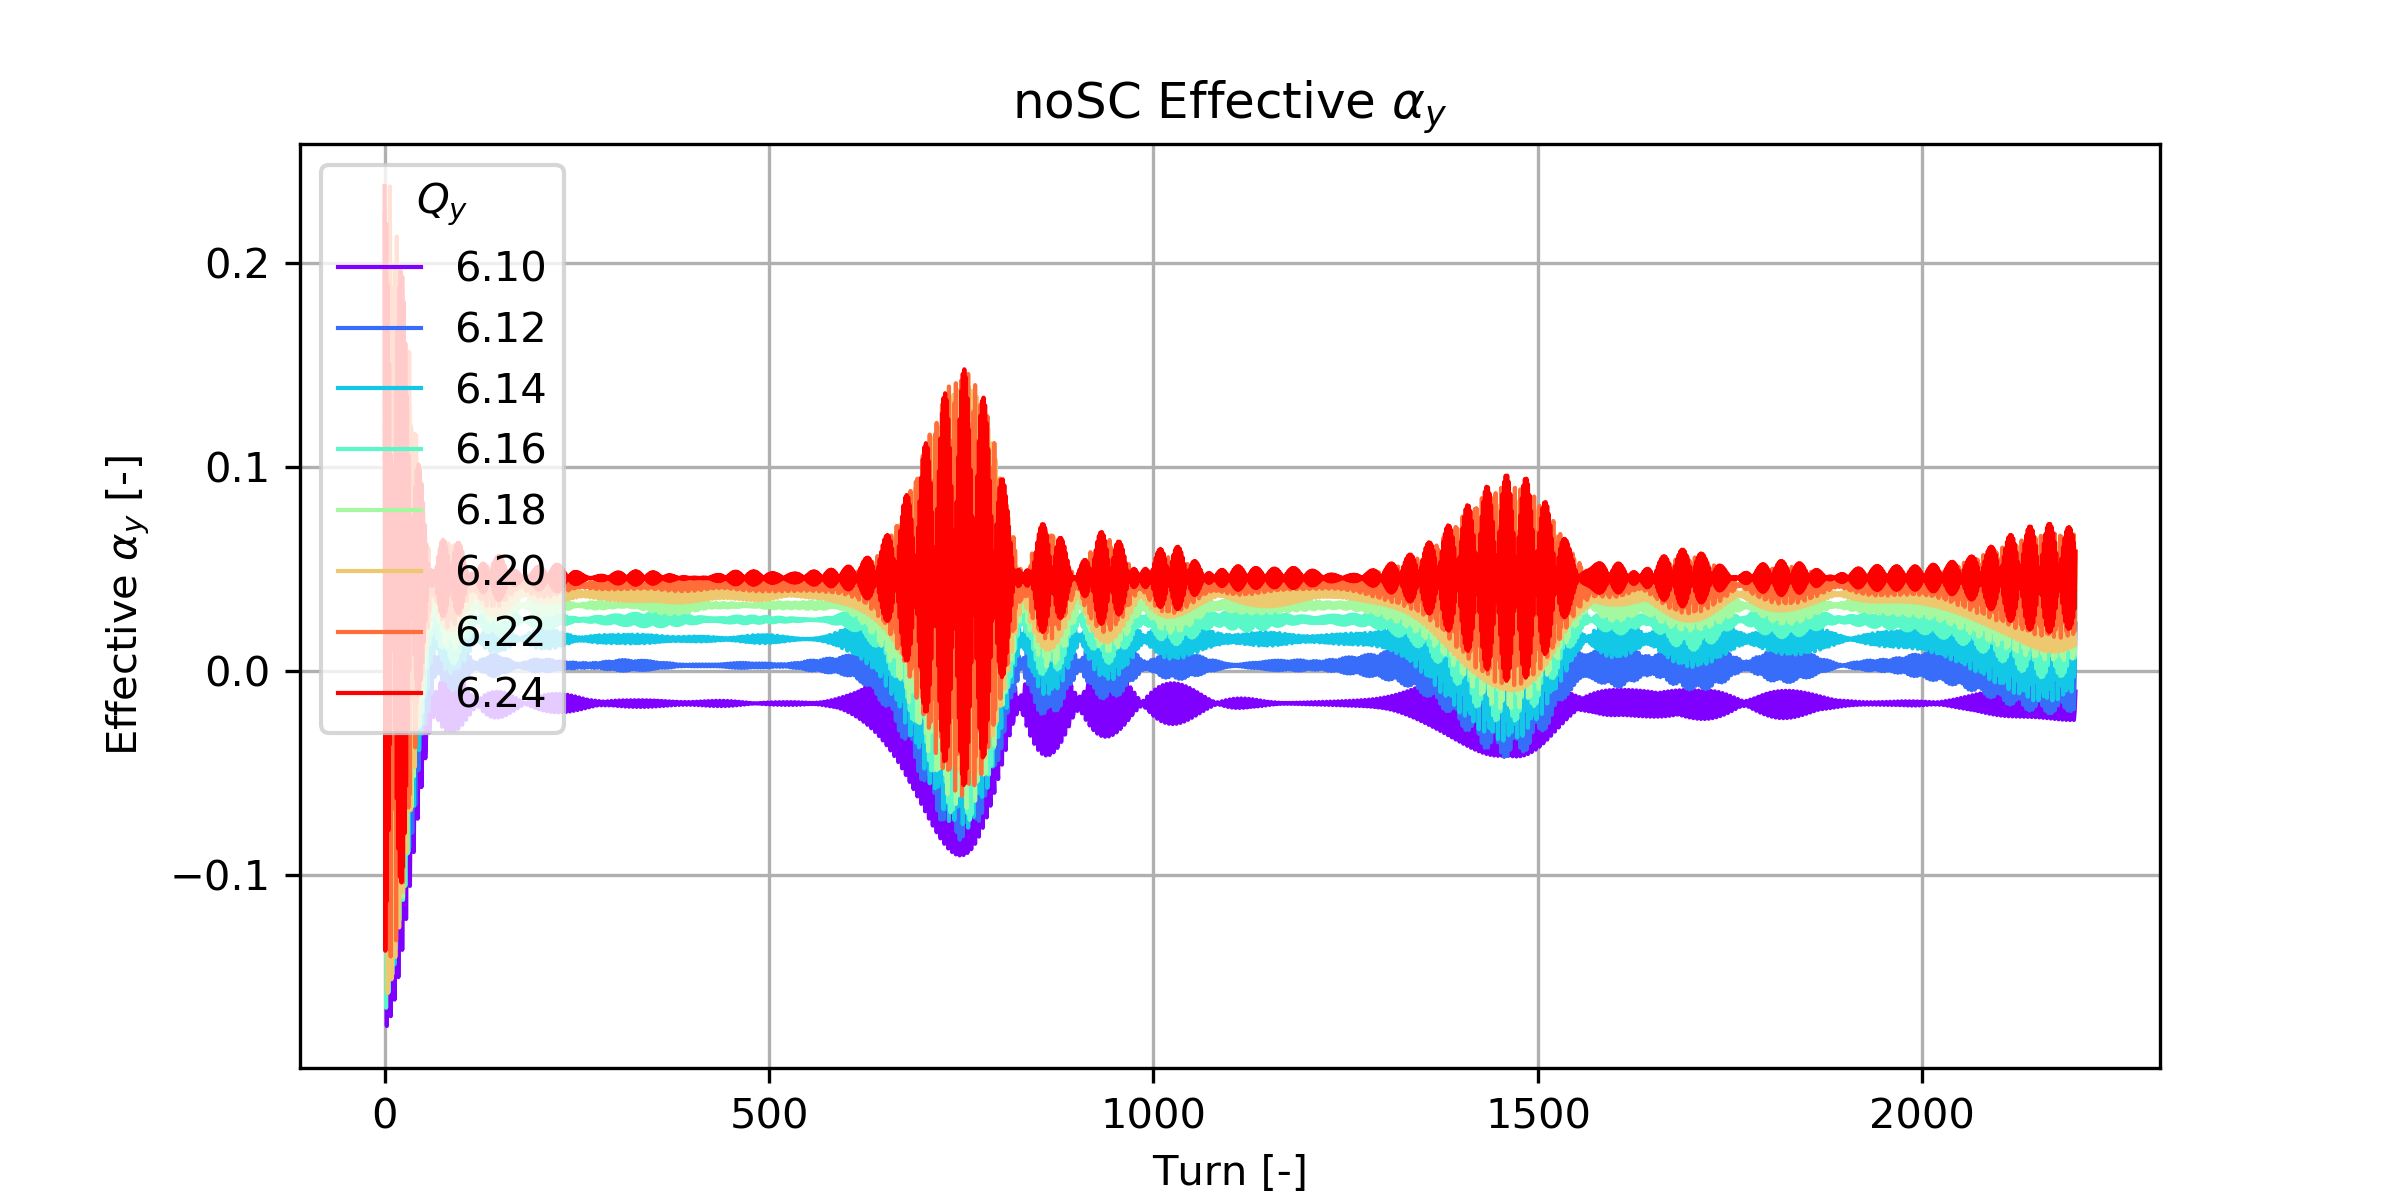 noSC Effective αy
Effective αy [-]
0.2
0.1
0.0
−0.1
Qy
6.10
6.12
6.14
6.16
6.18
6.20
6.22
6.24
0 500 1000 1500 2000
Turn [-]